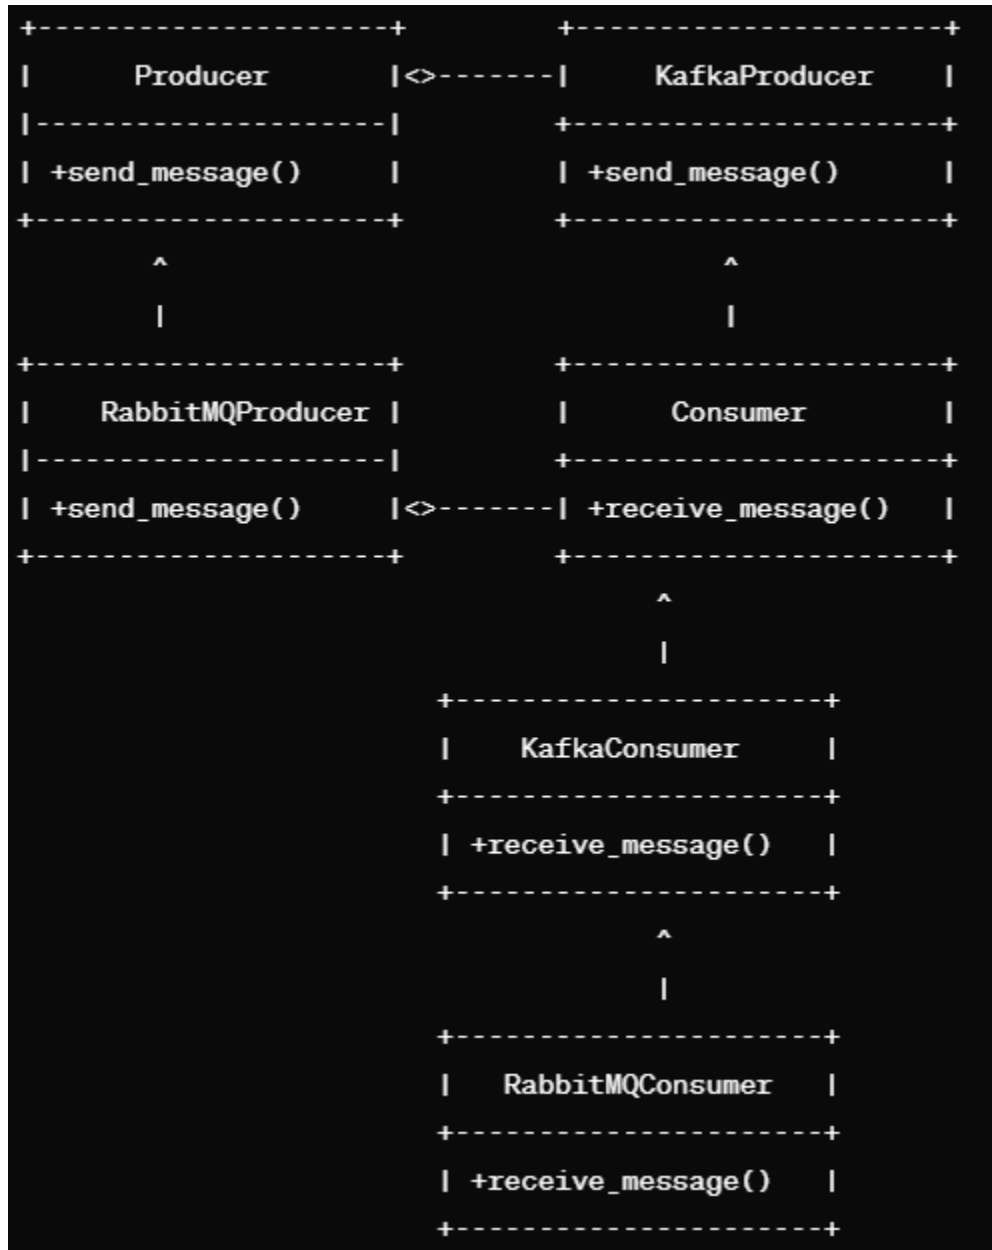 +---------------------+         +----------------------+
|      Producer       |<>-------|     KafkaProducer    |
|---------------------|         +----------------------+
| +send_message()     |         | +send_message()      |
+---------------------+         +----------------------+
        ^                                 ^
        |                                 |
+---------------------+         +----------------------+
|    RabbitMQProducer |         |      Consumer        |
|---------------------|         +----------------------+
| +send_message()     |<>-------| +receive_message()   |
+---------------------+         +----------------------+
                                      ^
                                      |
                         +----------------------+
                         |    KafkaConsumer     |
                         +----------------------+
                         | +receive_message()   |
                         +----------------------+
                                      ^
                                      |
                         +----------------------+
                         |   RabbitMQConsumer   |
                         +----------------------+
                         | +receive_message()   |
                         +----------------------+